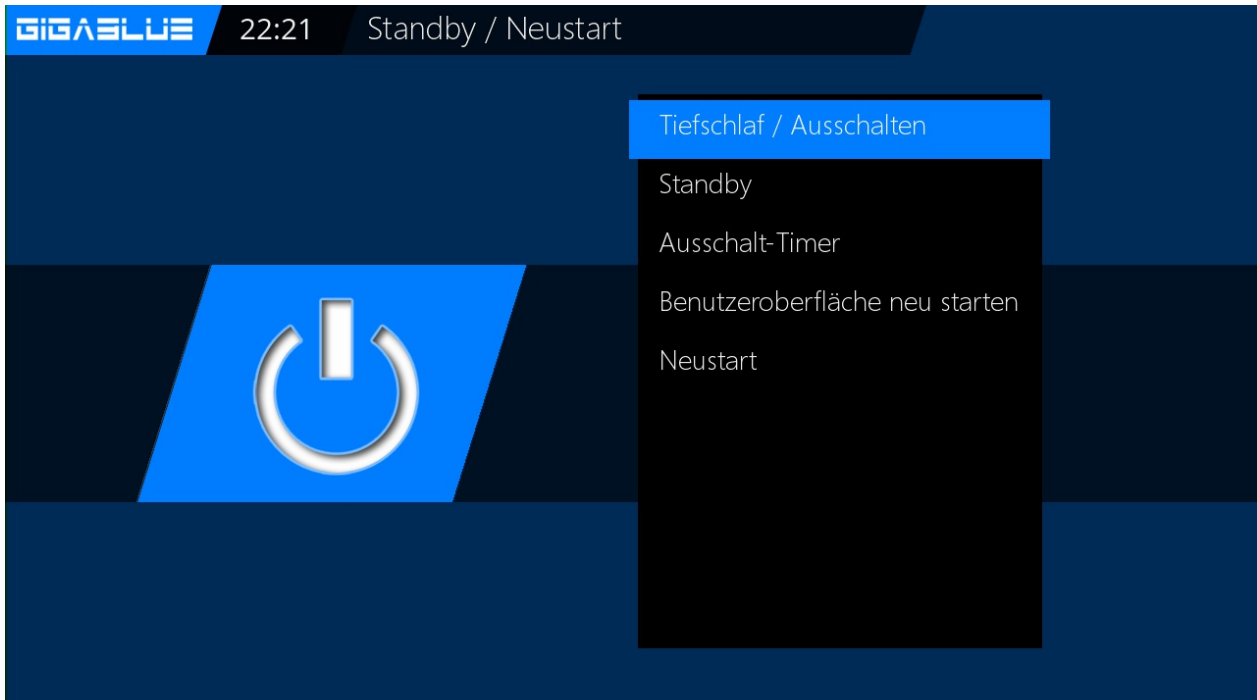 GIGABLUE 22:21 Standby / Neustart
Tiefschlaf / Ausschalten
Standby
Ausschalt-Timer
Benutzeroberfläche neu starten
Neustart